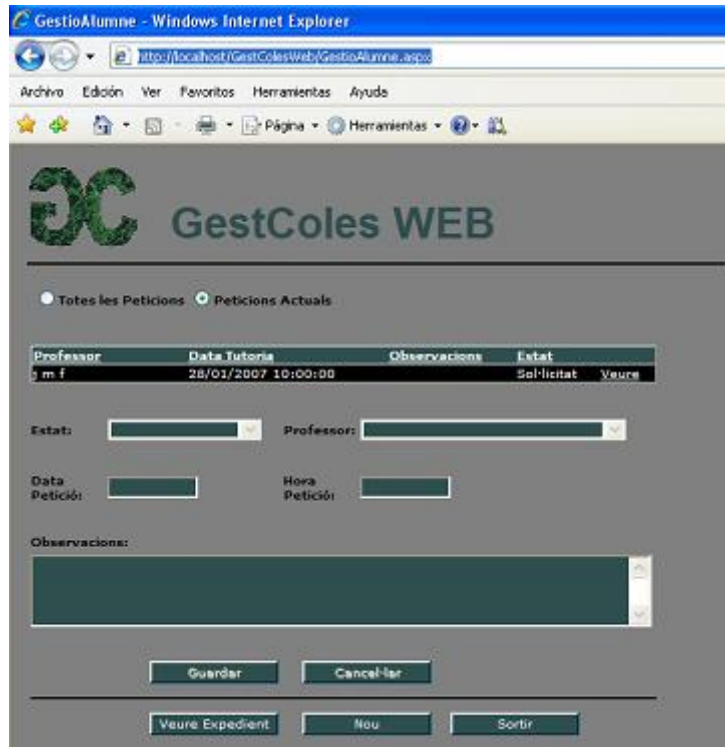 GestioAlumne - Windows Internet Explorer
http://localhost/GestColesWeb/GestioAlumne.aspx
Archivo Edición Ver Favoritos Herramientas Ayuda
Página Herramientas
GC GestColes WEB
Totes les Peticions Peticions Actuals
Professor Data Tutoria Observacions Estat
m f 28/01/2007 10:00:00 Sol·licitat Veure
Estat: Professor:
Data Hora
Petició: Petició:
Observacions:
Guardar Cancel·lar
Veure Expedient Nou Sortir